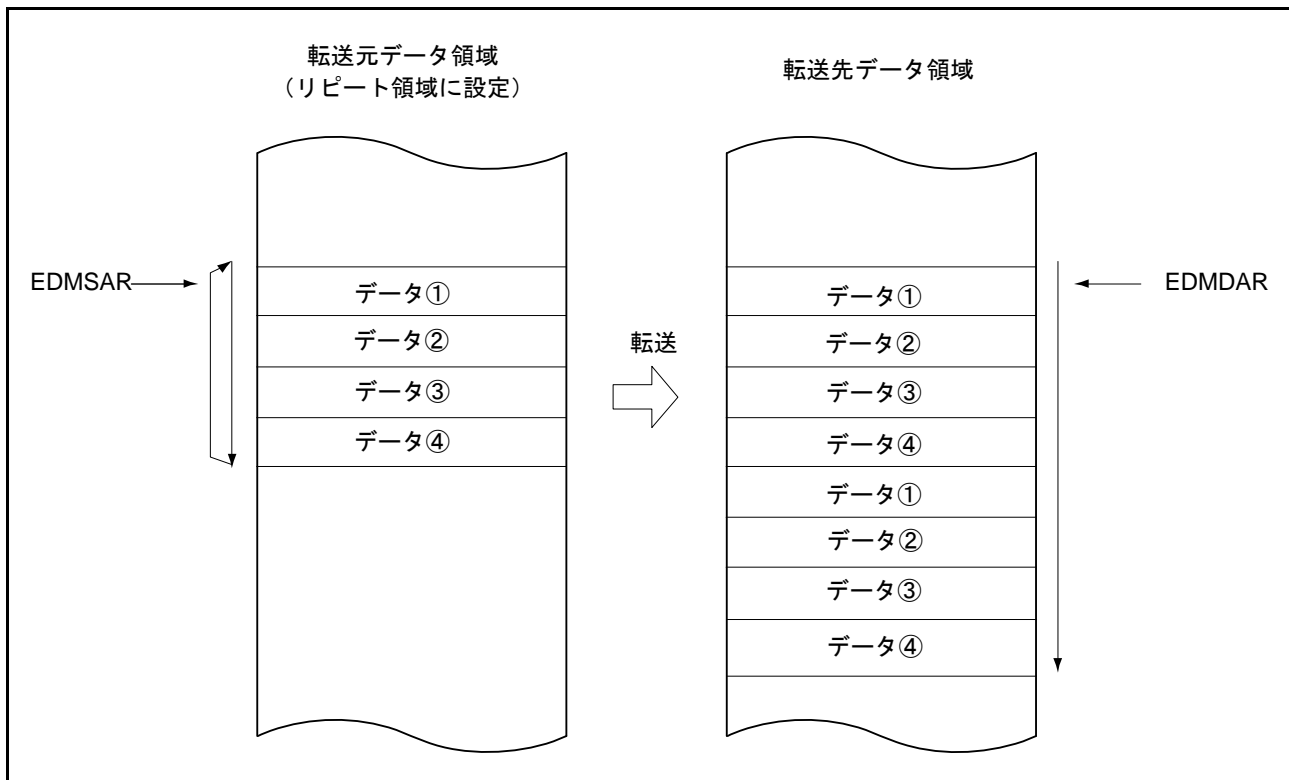 転送元データ領域
（リピート領域に設定）
転送先データ領域
EDMSAR
データ①
データ②
データ③
データ④
転送
データ①
データ②
データ③
データ④
データ①
データ②
データ③
データ④
EDMDAR